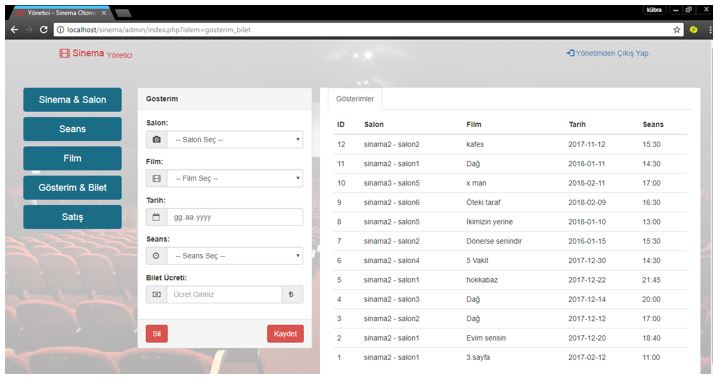 Yönetici - Sinema Otoma
kübra
localhost/sinema/admin/index.php?islem=gosterim_bilet
Sinema Yönetici
Yönetimden Çıkış Yap
Sinema & Salon
Seans
Film
Gösterim & Bilet
Satış
Gosterim
Salon:
-- Salon Seç --
Film:
-- Film Seç --
Tarih:
gg.aa.yyyy
Seans:
-- Seans Seç --
Bilet Ücreti:
Ücret Giriniz ₺
Sil Kaydet
Gösterimler
ID Salon Film Tarih Seans
12 sinama2 - salon2 kafes 2017-11-12 15:30
11 sinama2 - salon1 Dağ 2018-01-11 14:30
10 sinama3 - salon5 x man 2018-02-11 17:00
9 sinama2 - salon6 Öteki taraf 2018-02-09 16:30
8 sinama2 - salon5 İkimizin yerine 2018-01-10 13:00
7 sinama2 - salon2 Dönerse senindir 2016-01-15 15:30
6 sinama2 - salon4 5 Vakit 2017-12-30 14:30
5 sinama2 - salon1 hokkabaz 2017-12-22 21:45
4 sinama2 - salon3 Dağ 2017-12-14 20:00
3 sinama2 - salon2 Dağ 2017-12-12 17:00
2 sinama2 - salon1 Evim sensin 2017-12-20 18:40
1 sinama2 - salon1 3.sayfa 2017-02-12 11:00